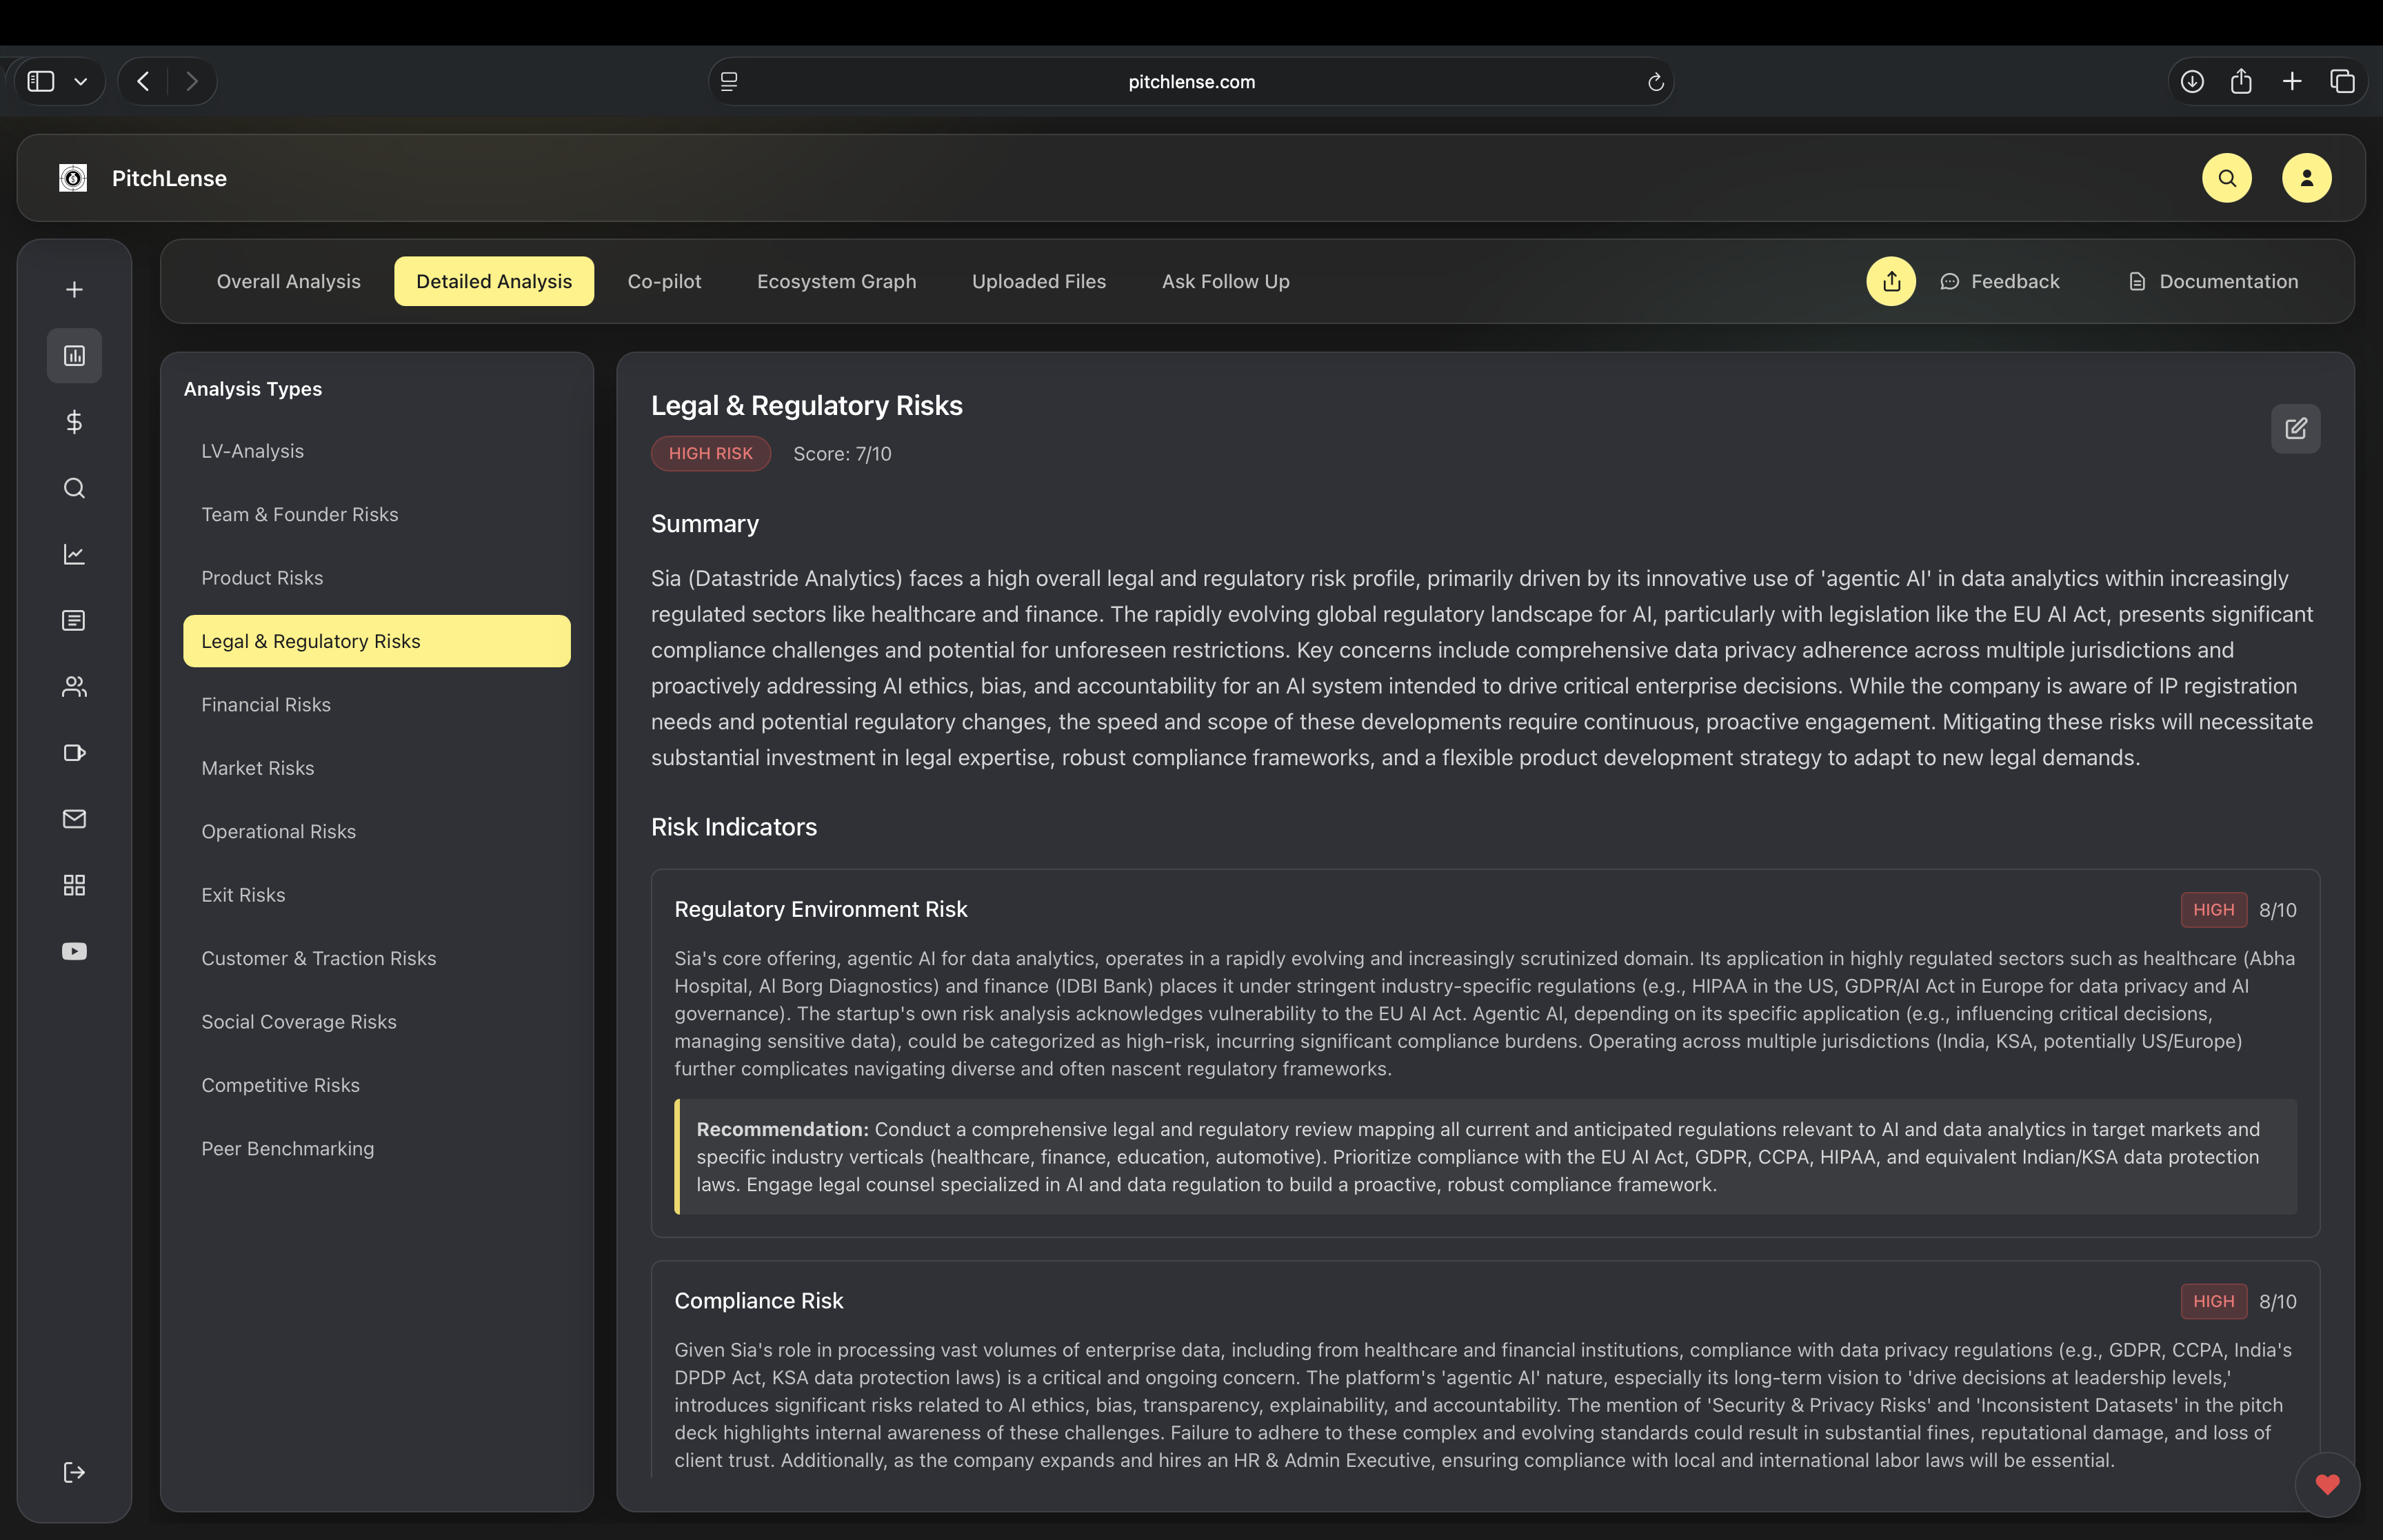 pitchlense.com
PitchLense
Overall Analysis
Detailed Analysis
Co-pilot
Ecosystem Graph
Uploaded Files
Ask Follow Up
Feedback
Documentation
Analysis Types
LV-Analysis
Team & Founder Risks
Product Risks
Legal & Regulatory Risks
Financial Risks
Market Risks
Operational Risks
Exit Risks
Customer & Traction Risks
Social Coverage Risks
Competitive Risks
Peer Benchmarking
Legal & Regulatory Risks
HIGH RISK
Score: 7/10
Summary
Sia (Datastride Analytics) faces a high overall legal and regulatory risk profile, primarily driven by its innovative use of 'agentic AI' in data analytics within increasingly
regulated sectors like healthcare and finance. The rapidly evolving global regulatory landscape for AI, particularly with legislation like the EU AI Act, presents significant
compliance challenges and potential for unforeseen restrictions. Key concerns include comprehensive data privacy adherence across multiple jurisdictions and
proactively addressing AI ethics, bias, and accountability for an AI system intended to drive critical enterprise decisions. While the company is aware of IP registration
needs and potential regulatory changes, the speed and scope of these developments require continuous, proactive engagement. Mitigating these risks will necessitate
substantial investment in legal expertise, robust compliance frameworks, and a flexible product development strategy to adapt to new legal demands.
Risk Indicators
Regulatory Environment Risk
HIGH
8/10
Sia's core offering, agentic AI for data analytics, operates in a rapidly evolving and increasingly scrutinized domain. Its application in highly regulated sectors such as healthcare (Abha
Hospital, Al Borg Diagnostics) and finance (IDBI Bank) places it under stringent industry-specific regulations (e.g., HIPAA in the US, GDPR/AI Act in Europe for data privacy and AI
governance). The startup's own risk analysis acknowledges vulnerability to the EU AI Act. Agentic AI, depending on its specific application (e.g., influencing critical decisions,
managing sensitive data), could be categorized as high-risk, incurring significant compliance burdens. Operating across multiple jurisdictions (India, KSA, potentially US/Europe)
further complicates navigating diverse and often nascent regulatory frameworks.
Recommendation: Conduct a comprehensive legal and regulatory review mapping all current and anticipated regulations relevant to AI and data analytics in target markets and
specific industry verticals (healthcare, finance, education, automotive). Prioritize compliance with the EU AI Act, GDPR, CCPA, HIPAA, and equivalent Indian/KSA data protection
laws. Engage legal counsel specialized in AI and data regulation to build a proactive, robust compliance framework.
Compliance Risk
HIGH
8/10
Given Sia's role in processing vast volumes of enterprise data, including from healthcare and financial institutions, compliance with data privacy regulations (e.g., GDPR, CCPA, India's
DPDP Act, KSA data protection laws) is a critical and ongoing concern. The platform's 'agentic AI' nature, especially its long-term vision to 'drive decisions at leadership levels,'
introduces significant risks related to AI ethics, bias, transparency, explainability, and accountability. The mention of 'Security & Privacy Risks' and 'Inconsistent Datasets' in the pitch
deck highlights internal awareness of these challenges. Failure to adhere to these complex and evolving standards could result in substantial fines, reputational damage, and loss of
client trust. Additionally, as the company expands and hires an HR & Admin Executive, ensuring compliance with local and international labor laws will be essential.